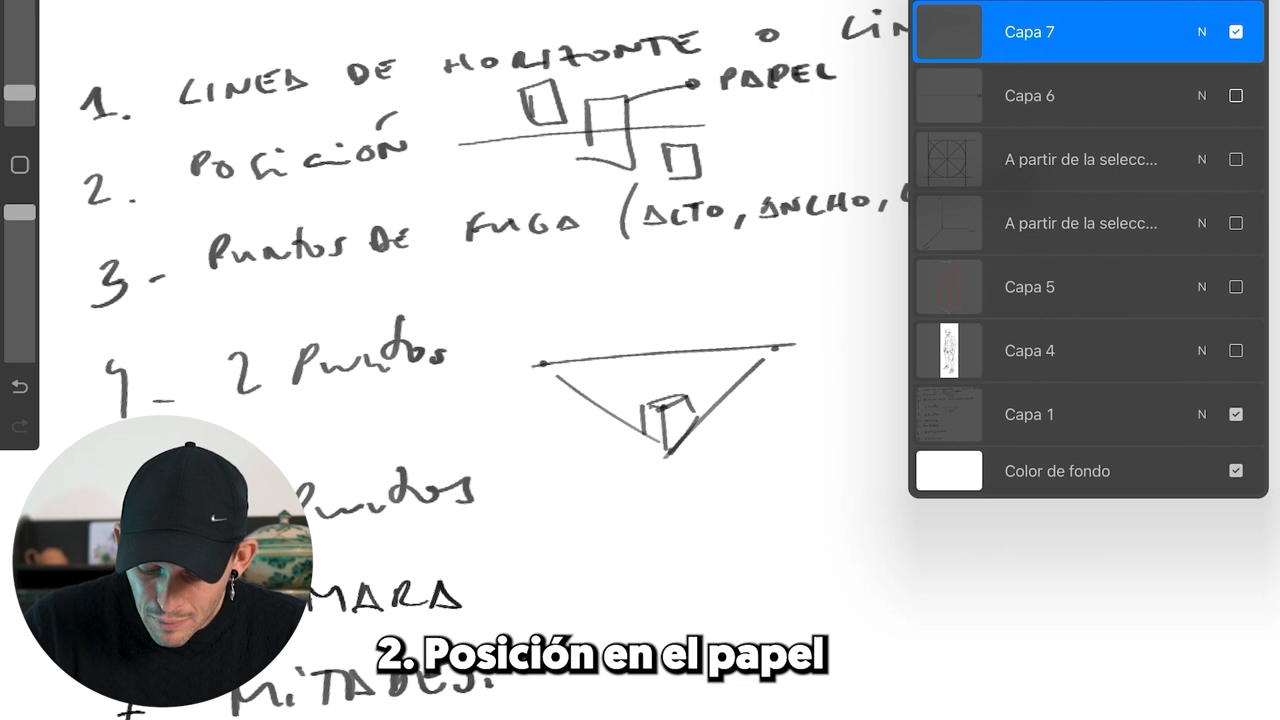 1. LINEA DE HORIZONTE O LIN
PAPEL
2. POSICIÓN
3- PUNTOS DE FUGA (ALTO, ANCHO,
4- 2 PUNTOS
PUNTOS
MARA
MITADES.
2. Posición en el papel
Capa 7 N
Capa 6 N
A partir de la selecc... N
A partir de la selecc... N
Capa 5 N
Capa 4 N
Capa 1 N
Color de fondo